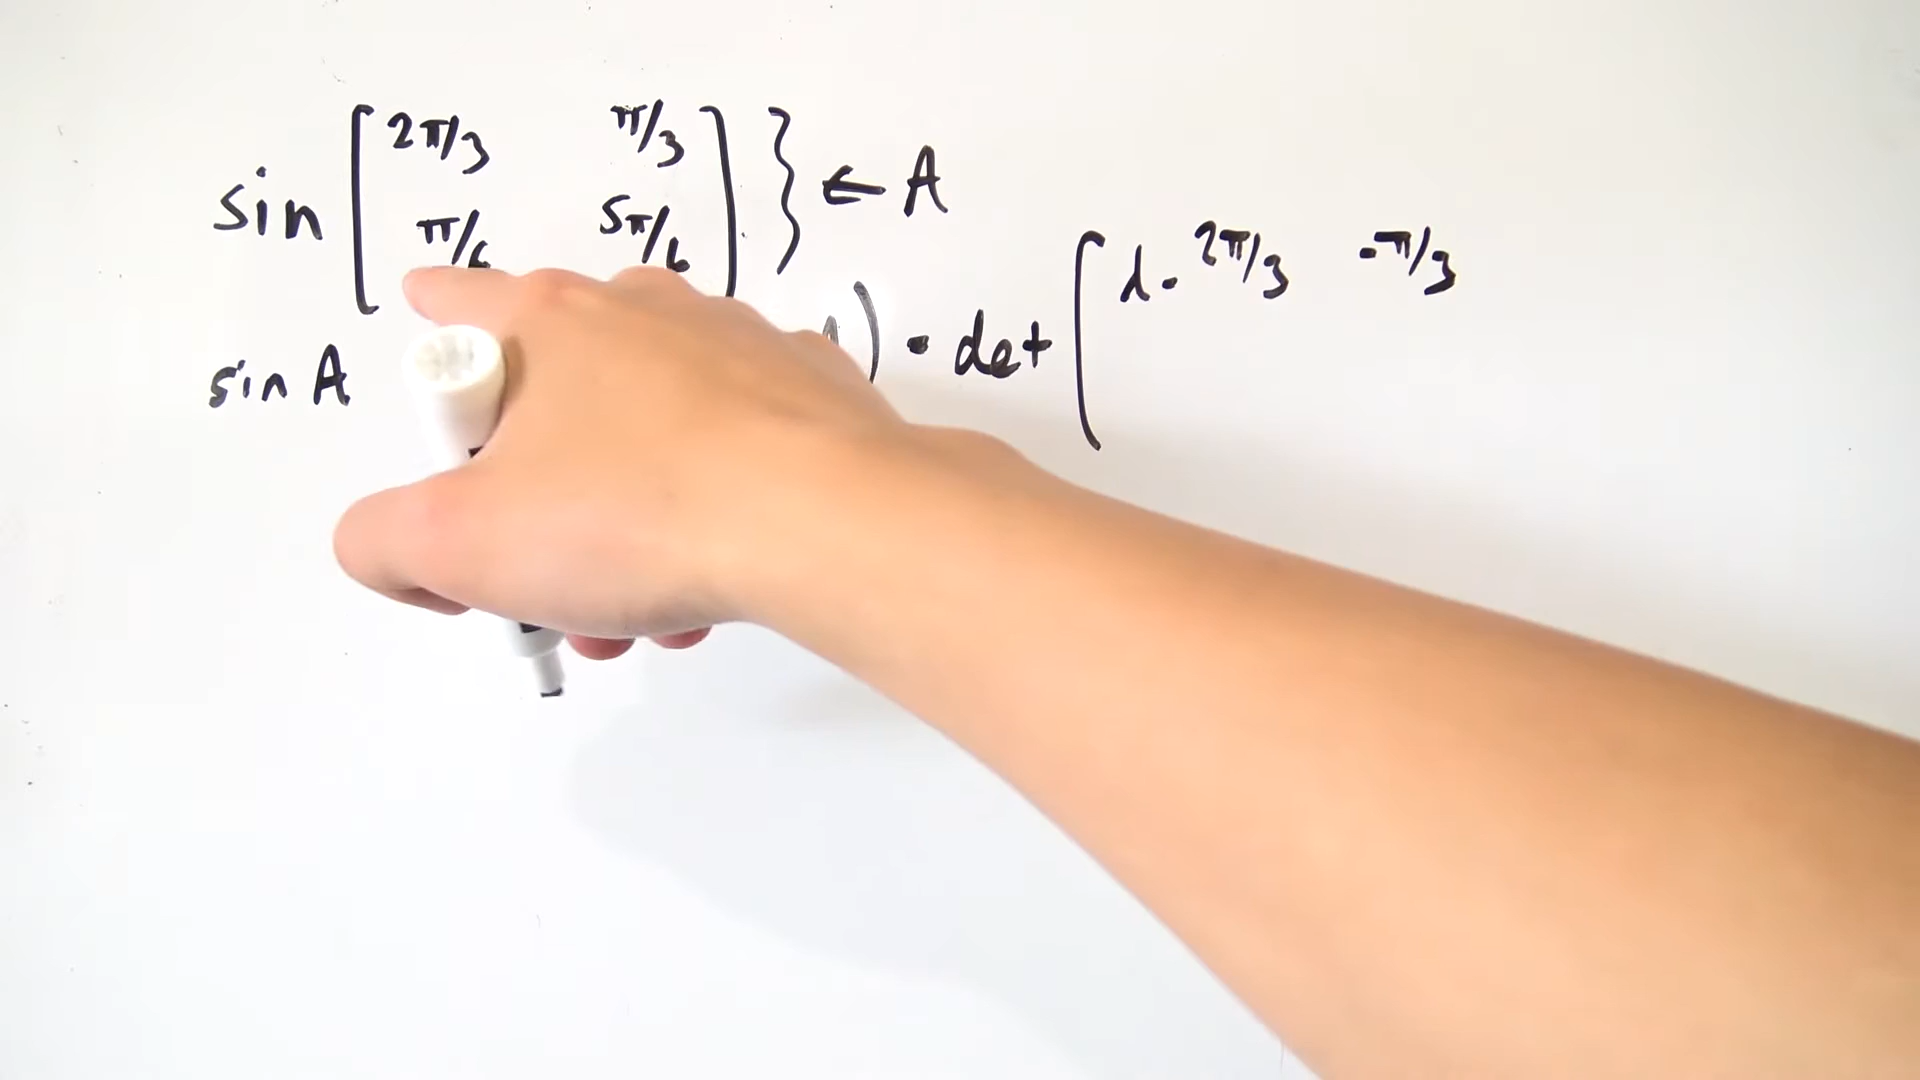 sin [ 2π/3 π/3 } ← A
π/6 5π/6 ]
sin A ) = det [ λ - 2π/3 -π/3